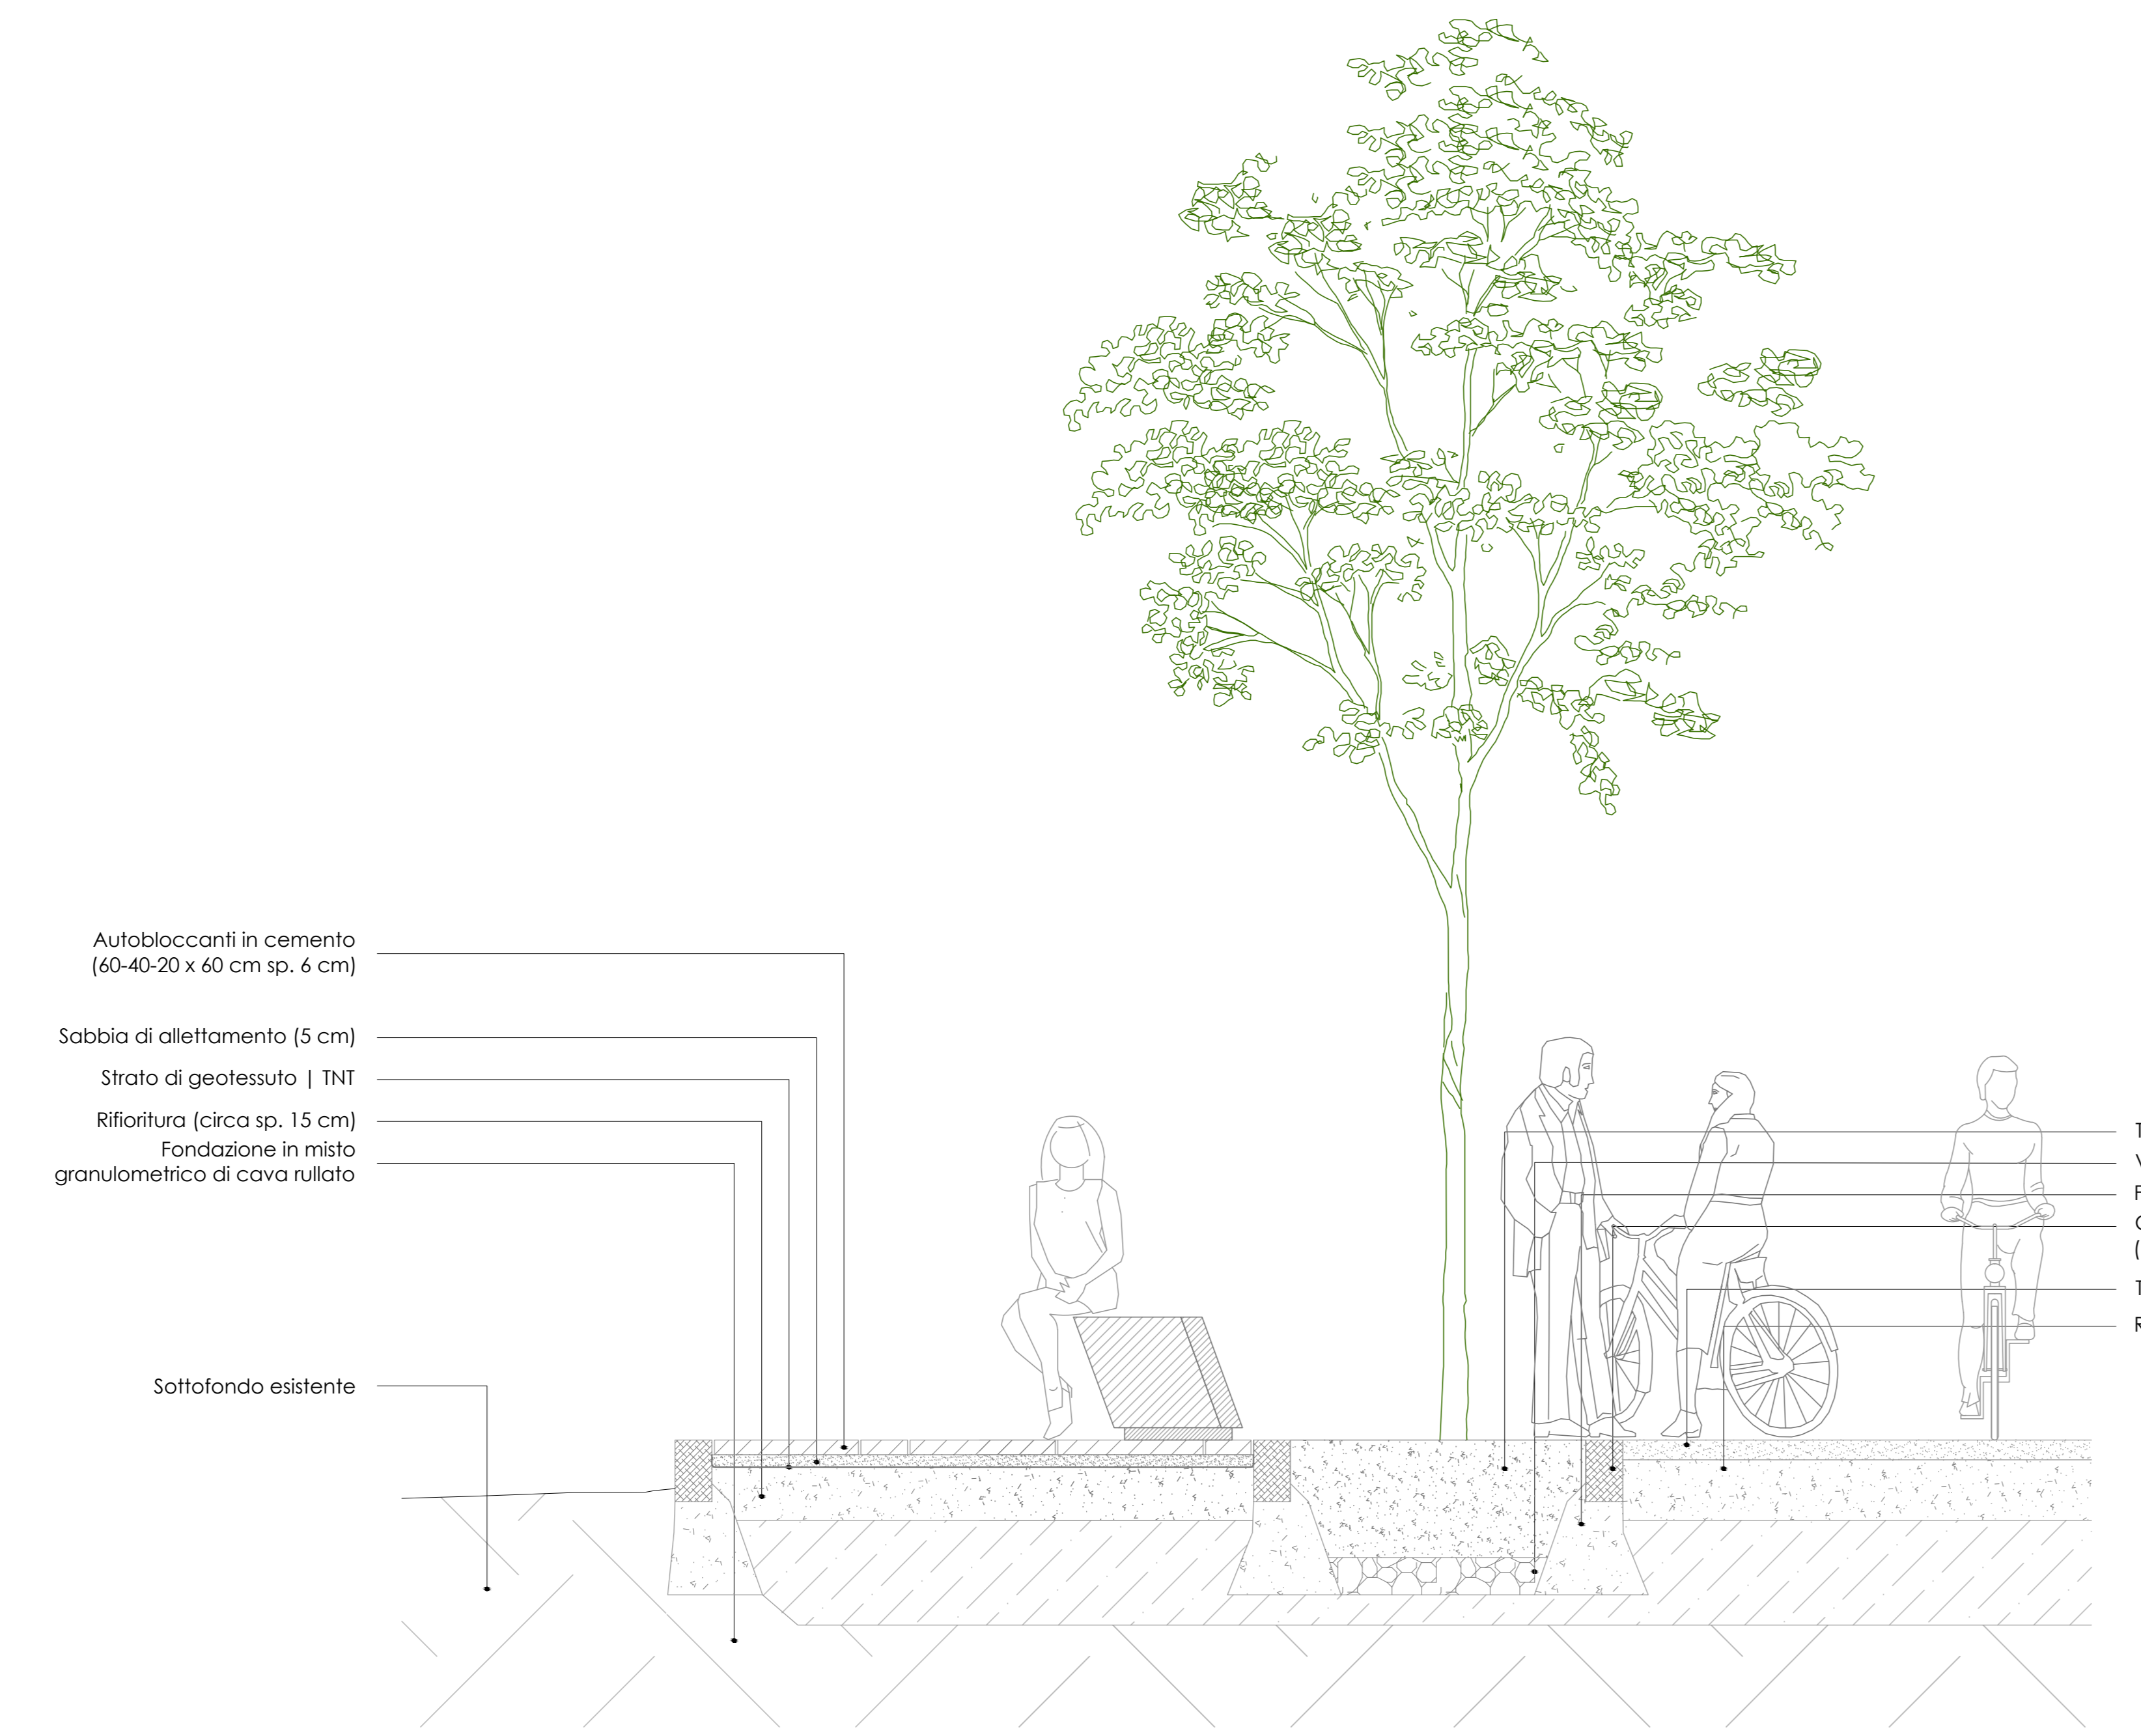 Autobloccanti in cemento
(60-40-20 x 60 cm sp. 6 cm)
Sabbia di allettamento (5 cm)
Strato di geotessuto | TNT
Rifioritura (circa sp. 15 cm)
Fondazione in misto
granulometrico di cava rullato
Sottofondo esistente